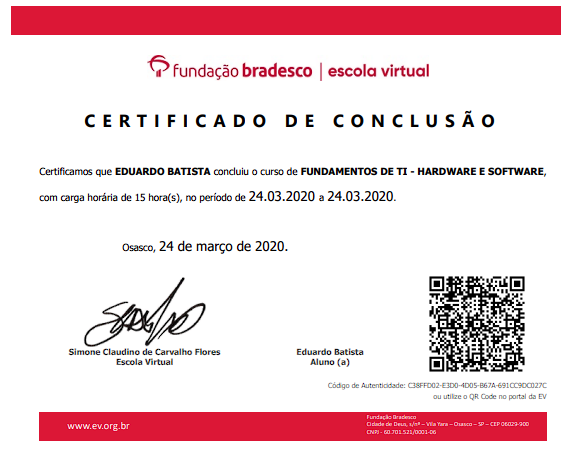 fundação bradesco | escola virtual
CERTIFICADO DE CONCLUSÃO
Certificamos que EDUARDO BATISTA concluiu o curso de FUNDAMENTOS DE TI - HARDWARE E SOFTWARE,
com carga horária de 15 hora(s), no período de 24.03.2020 a 24.03.2020.
Osasco, 24 de março de 2020.
Simone Claudino de Carvalho Flores
Escola Virtual
Eduardo Batista
Aluno (a)
Código de Autenticidade: C38FFD02-E3D0-4D05-B67A-691CC9DC027C
ou utilize o QR Code no portal da EV
www.ev.org.br
Fundação Bradesco
Cidade de Deus, s/nº – Vila Yara – Osasco – SP – CEP 06029-900
CNPJ - 60.701.521/0001-06